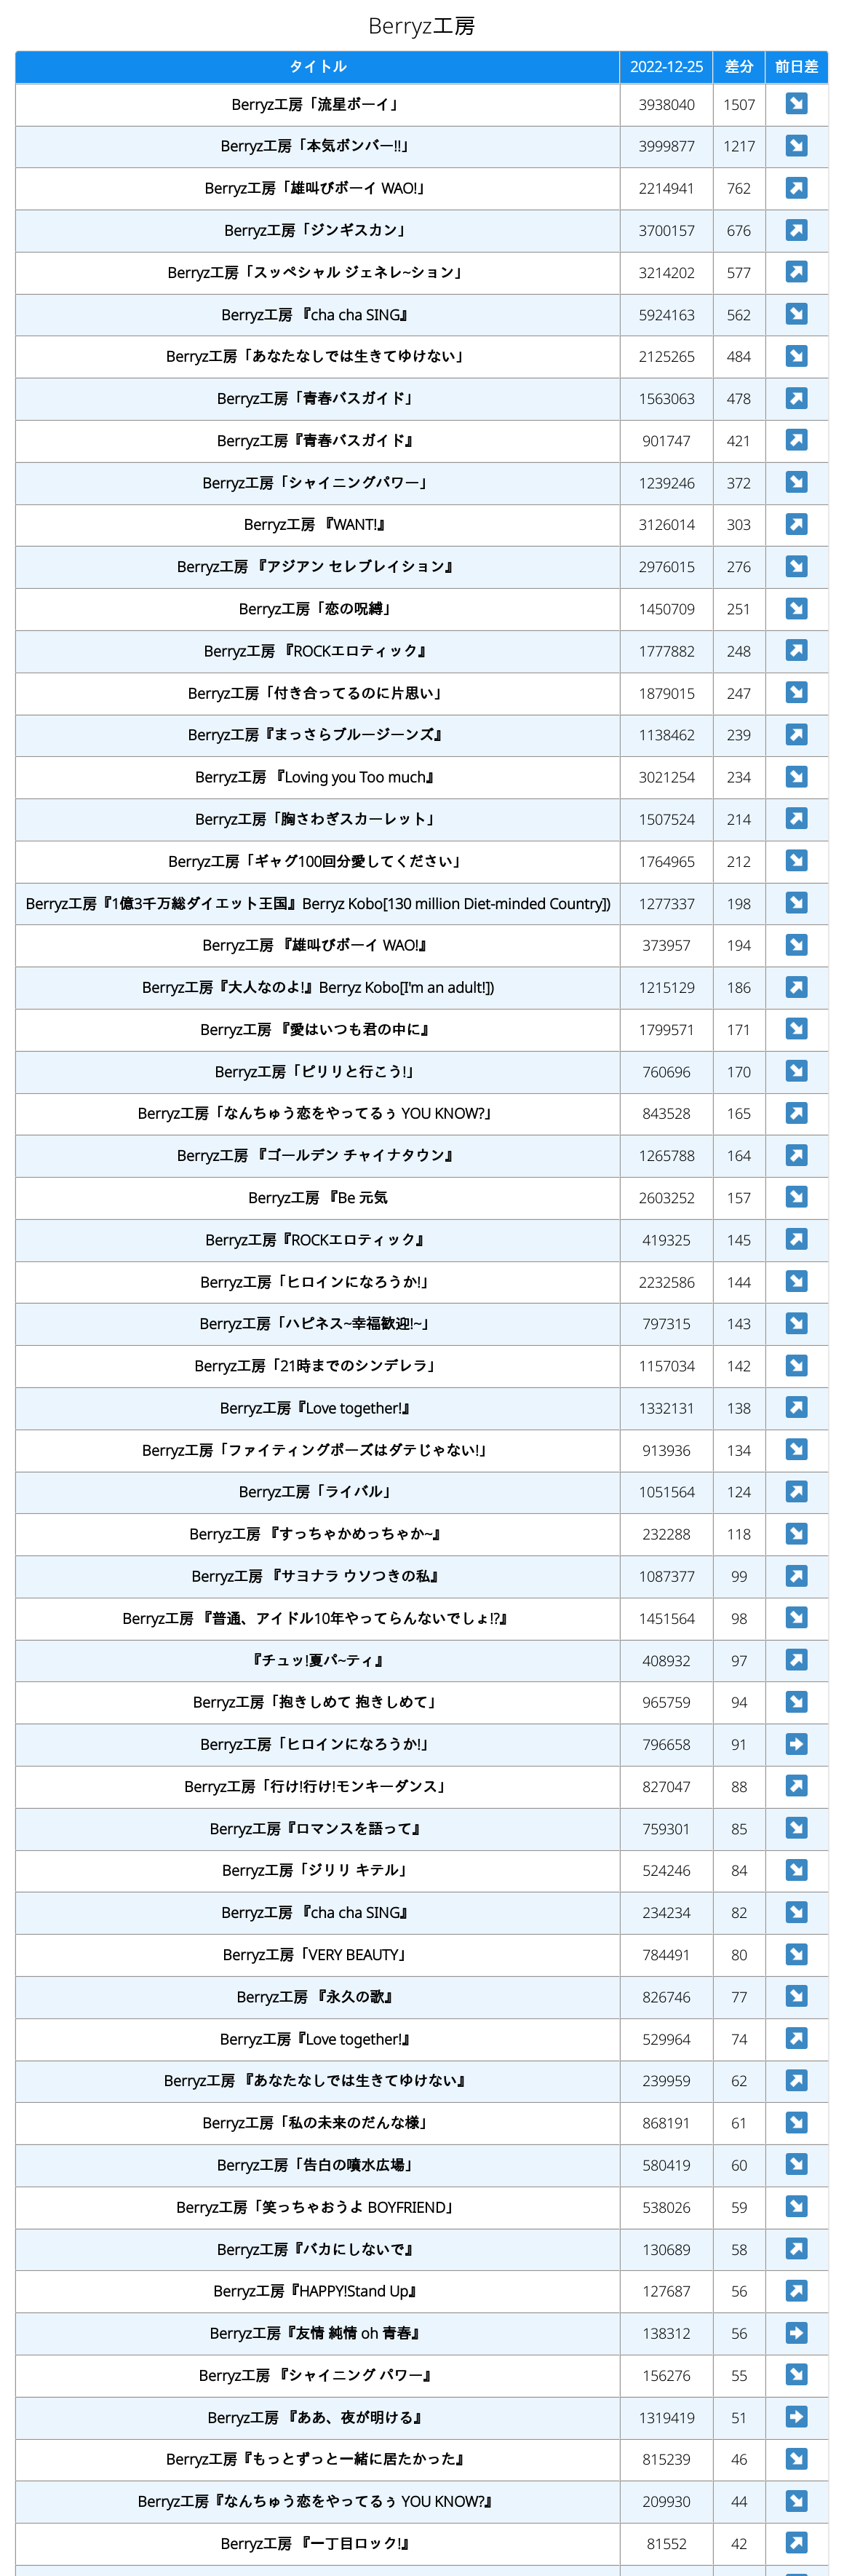 Berryz工房
タイトル 2022-12-25 差分 前日差
Berryz工房「流星ボーイ」 3938040 1507 ↘
Berryz工房「本気ボンバー!!」 3999877 1217 ↘
Berryz工房「雄叫びボーイ WAO!」 2214941 762 ↗
Berryz工房「ジンギスカン」 3700157 676 ↗
Berryz工房「スッペシャル ジェネレ~ション」 3214202 577 ↗
Berryz工房 『cha cha SING』 5924163 562 ↘
Berryz工房「あなたなしでは生きてゆけない」 2125265 484 ↘
Berryz工房「青春バスガイド」 1563063 478 ↗
Berryz工房『青春バスガイド』 901747 421 ↗
Berryz工房「シャイニングパワー」 1239246 372 ↘
Berryz工房 『WANT!』 3126014 303 ↗
Berryz工房 『アジアン セレブレイション』 2976015 276 ↘
Berryz工房「恋の呪縛」 1450709 251 ↘
Berryz工房 『ROCKエロティック』 1777882 248 ↗
Berryz工房「付き合ってるのに片思い」 1879015 247 ↘
Berryz工房『まっさらブルージーンズ』 1138462 239 ↗
Berryz工房 『Loving you Too much』 3021254 234 ↘
Berryz工房「胸さわぎスカーレット」 1507524 214 ↗
Berryz工房「ギャグ100回分愛してください」 1764965 212 ↘
Berryz工房『1億3千万総ダイエット王国』Berryz Kobo[130 million Diet-minded Country]) 1277337 198 ↘
Berryz工房 『雄叫びボーイ WAO!』 373957 194 ↘
Berryz工房『大人なのよ!』Berryz Kobo[I'm an adult!]) 1215129 186 ↗
Berryz工房 『愛はいつも君の中に』 1799571 171 ↘
Berryz工房「ピリリと行こう!」 760696 170 ↘
Berryz工房「なんちゅう恋をやってるぅ YOU KNOW?」 843528 165 ↗
Berryz工房 『ゴールデン チャイナタウン』 1265788 164 ↗
Berryz工房 『Be 元気 2603252 157 ↘
Berryz工房『ROCKエロティック』 419325 145 ↗
Berryz工房「ヒロインになろうか!」 2232586 144 ↘
Berryz工房「ハピネス~幸福歓迎!~」 797315 143 ↘
Berryz工房「21時までのシンデレラ」 1157034 142 ↘
Berryz工房『Love together!』 1332131 138 ↗
Berryz工房「ファイティングポーズはダテじゃない!」 913936 134 ↘
Berryz工房「ライバル」 1051564 124 ↗
Berryz工房 『すっちゃかめっちゃか~』 232288 118 ↘
Berryz工房 『サヨナラ ウソつきの私』 1087377 99 ↗
Berryz工房 『普通、アイドル10年やってらんないでしょ!?』 1451564 98 ↘
『チュッ!夏パ~ティ』 408932 97 ↗
Berryz工房「抱きしめて 抱きしめて」 965759 94 ↘
Berryz工房「ヒロインになろうか!」 796658 91 ➡
Berryz工房「行け!行け!モンキーダンス」 827047 88 ↗
Berryz工房『ロマンスを語って』 759301 85 ↘
Berryz工房「ジリリ キテル」 524246 84 ↘
Berryz工房 『cha cha SING』 234234 82 ↘
Berryz工房「VERY BEAUTY」 784491 80 ↘
Berryz工房 『永久の歌』 826746 77 ↘
Berryz工房『Love together!』 529964 74 ↗
Berryz工房 『あなたなしでは生きてゆけない』 239959 62 ↗
Berryz工房「私の未来のだんな様」 868191 61 ↘
Berryz工房「告白の噴水広場」 580419 60 ↘
Berryz工房「笑っちゃおうよ BOYFRIEND」 538026 59 ↘
Berryz工房『バカにしないで』 130689 58 ↗
Berryz工房『HAPPY!Stand Up』 127687 56 ↗
Berryz工房『友情 純情 oh 青春』 138312 56 ➡
Berryz工房 『シャイニング パワー』 156276 55 ↘
Berryz工房 『ああ、夜が明ける』 1319419 51 ➡
Berryz工房『もっとずっと一緒に居たかった』 815239 46 ↘
Berryz工房『なんちゅう恋をやってるぅ YOU KNOW?』 209930 44 ↘
Berryz工房 『一丁目ロック!』 81552 42 ↗